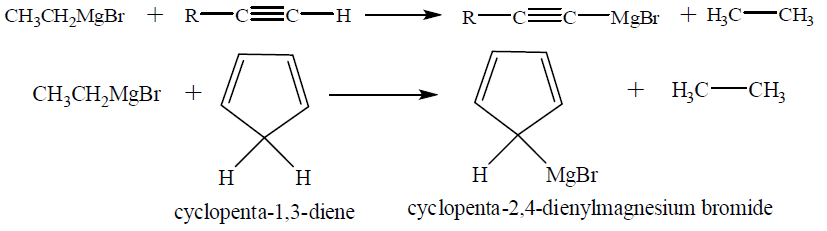 CH₃CH₂MgBr + R—C≡C—H → R—C≡C—MgBr + H₃C—CH₃
CH₃CH₂MgBr + H H → H MgBr + H₃C—CH₃
cyclopenta-1,3-diene cyclopenta-2,4-dienylmagnesium bromide